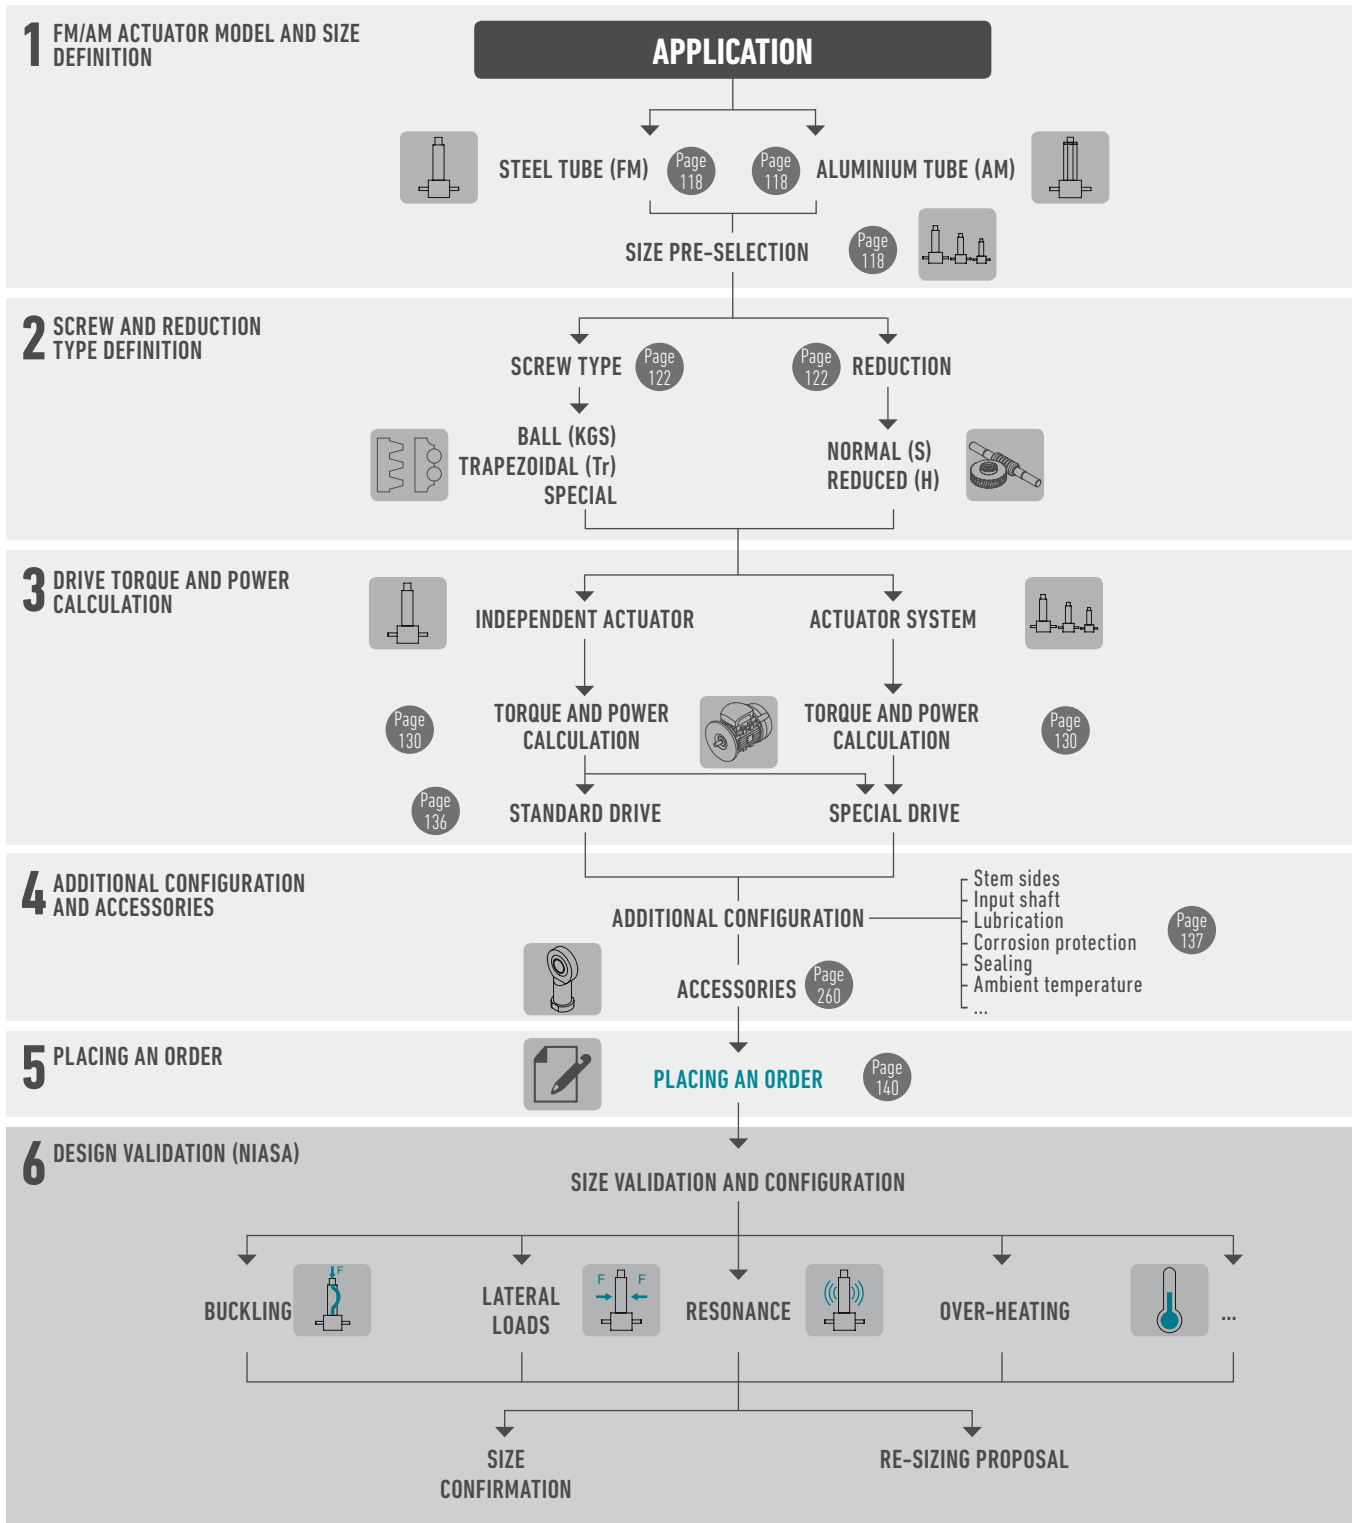 1 FM/AM ACTUATOR MODEL AND SIZE
DEFINITION
APPLICATION
STEEL TUBE (FM)
Page
118
Page
118
ALUMINIUM TUBE (AM)
SIZE PRE-SELECTION
Page
118
2 SCREW AND REDUCTION
TYPE DEFINITION
SCREW TYPE
Page
122
Page
122
REDUCTION
BALL (KGS)
TRAPEZOIDAL (Tr)
SPECIAL
NORMAL (S)
REDUCED (H)
3 DRIVE TORQUE AND POWER
CALCULATION
INDEPENDENT ACTUATOR
ACTUATOR SYSTEM
Page
130
TORQUE AND POWER
CALCULATION
TORQUE AND POWER
CALCULATION
Page
130
Page
136
STANDARD DRIVE
SPECIAL DRIVE
4 ADDITIONAL CONFIGURATION
AND ACCESSORIES
ADDITIONAL CONFIGURATION
- Stem sides
- Input shaft
- Lubrication
- Corrosion protection
- Sealing
- Ambient temperature
- ...
Page
137
ACCESSORIES
Page
260
5 PLACING AN ORDER
PLACING AN ORDER
Page
140
6 DESIGN VALIDATION (NIASA)
SIZE VALIDATION AND CONFIGURATION
BUCKLING
F
LATERAL
LOADS
F F
RESONANCE
OVER-HEATING
...
SIZE
CONFIRMATION
RE-SIZING PROPOSAL